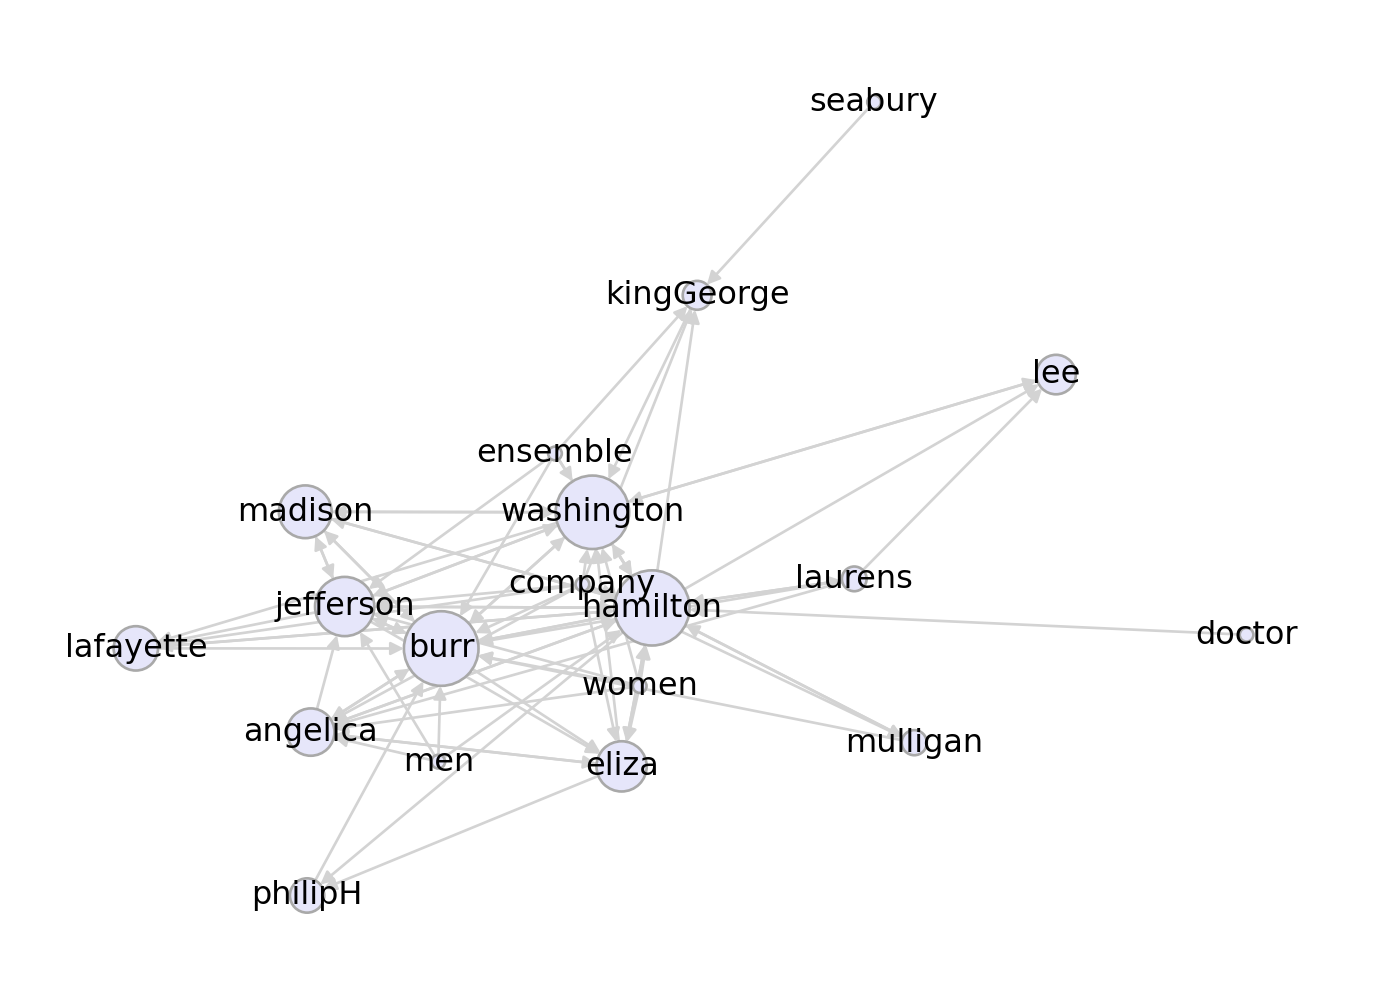 seabury
kingGeorge
lee
ensemble
madison
washington
company
laurens
jefferson
hamilton
doctor
lafayette
burr
women
angelica
men
eliza
mulligan
philipH